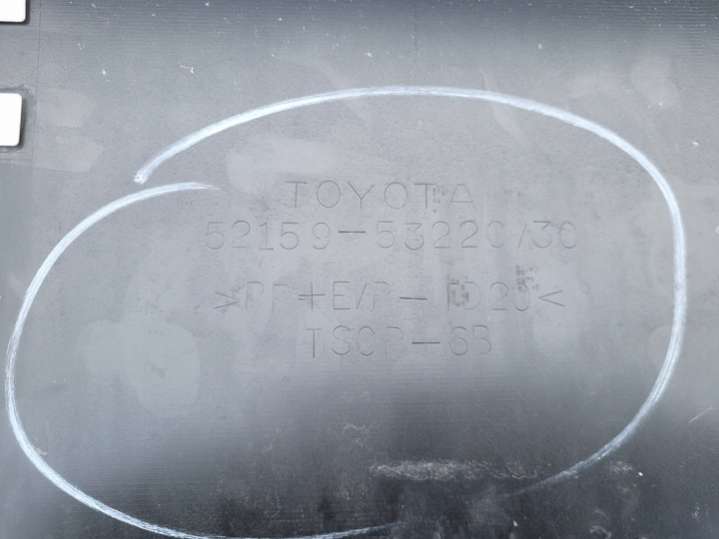 TOYOTA
52159-53220/30
>PP+E/P-TD20<
TSOP-6B